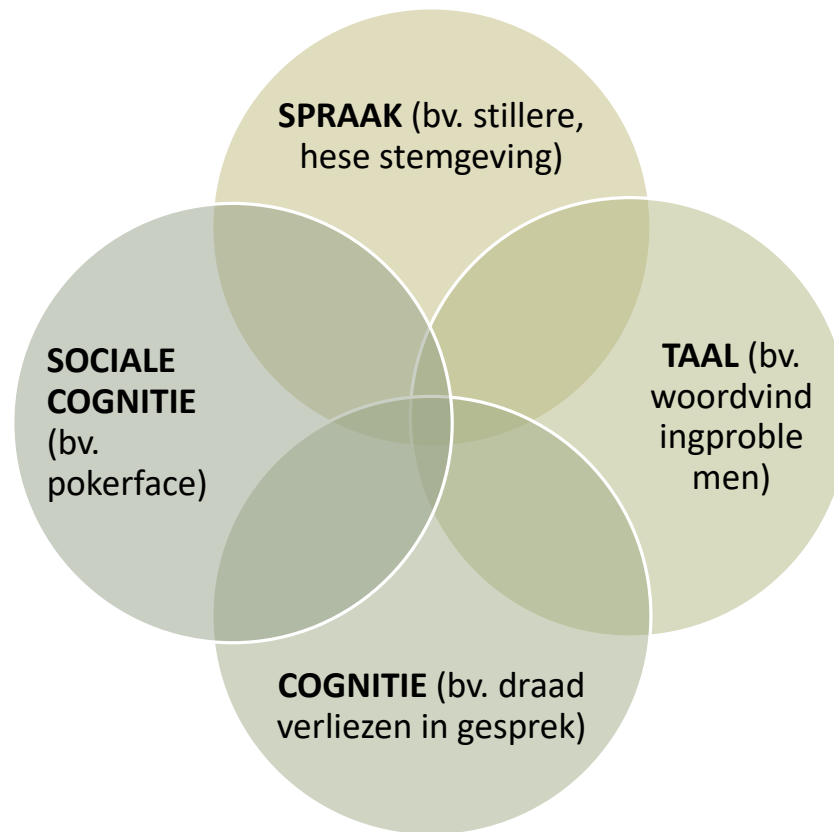 SPRAAK (bv. stillere,
hese stemgeving)
SOCIALE
COGNITIE
(bv.
pokerface)
TAAL (bv.
woordvind
ingproble
men)
COGNITIE (bv. draad
verliezen in gesprek)